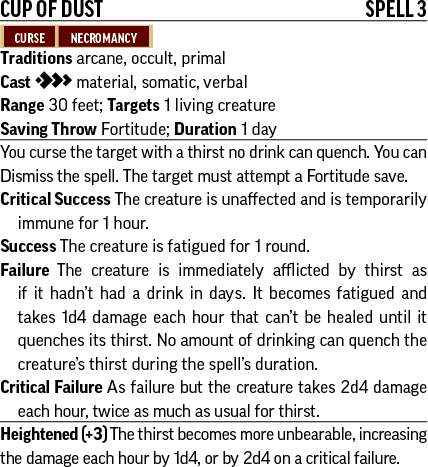 CUP OF DUST SPELL 3
CURSE NECROMANCY
Traditions arcane, occult, primal
Cast material, somatic, verbal
Range 30 feet; Targets 1 living creature
Saving Throw Fortitude; Duration 1 day
You curse the target with a thirst no drink can quench. You can
Dismiss the spell. The target must attempt a Fortitude save.
Critical Success The creature is unaffected and is temporarily
immune for 1 hour.
Success The creature is fatigued for 1 round.
Failure The creature is immediately afflicted by thirst as
if it hadn't had a drink in days. It becomes fatigued and
takes 1d4 damage each hour that can't be healed until it
quenches its thirst. No amount of drinking can quench the
creature's thirst during the spell's duration.
Critical Failure As failure but the creature takes 2d4 damage
each hour, twice as much as usual for thirst.
Heightened (+3) The thirst becomes more unbearable, increasing
the damage each hour by 1d4, or by 2d4 on a critical failure.